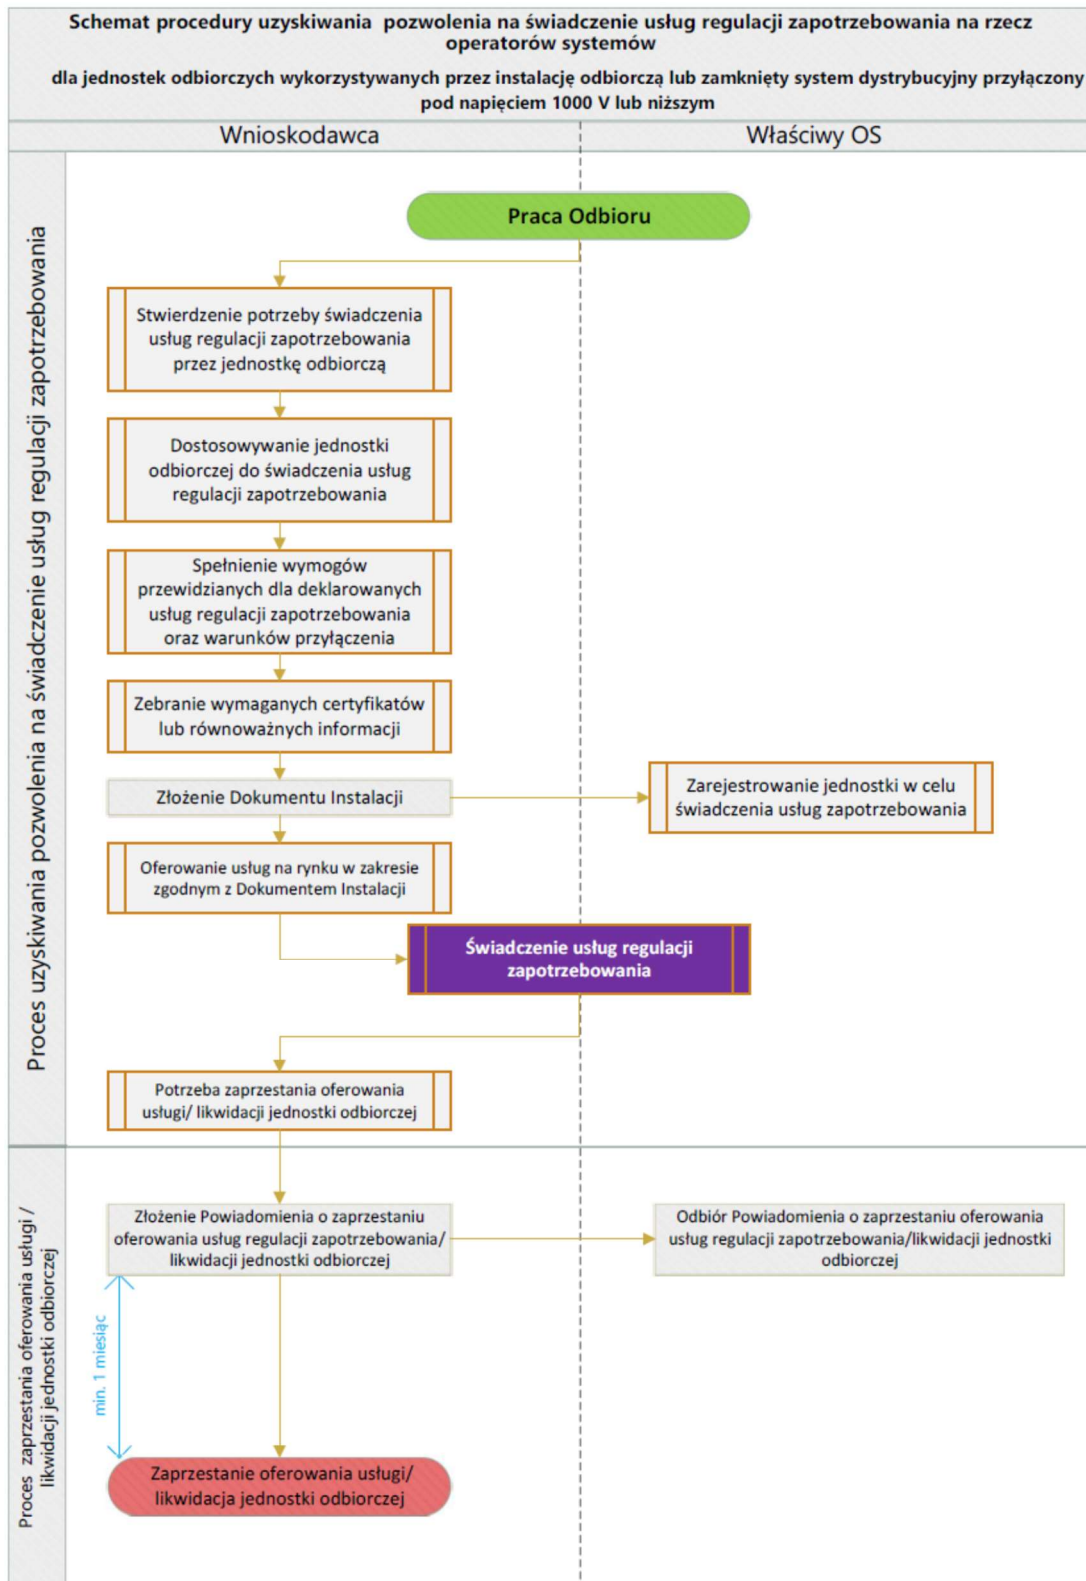 Schemat procedury uzyskiwania pozwolenia na świadczenie usług regulacji zapotrzebowania na rzecz
operatorów systemów
dla jednostek odbiorczych wykorzystywanych przez instalację odbiorczą lub zamknięty system dystrybucyjny przyłączony
pod napięciem 1000 V lub niższym
Wnioskodawca
Właściwy OS
Proces uzyskiwania pozwolenia na świadczenie usług regulacji zapotrzebowania
Praca Odbioru
Stwierdzenie potrzeby świadczenia
usług regulacji zapotrzebowania
przez jednostkę odbiorczą
Dostosowywanie jednostki
odbiorczej do świadczenia usług
regulacji zapotrzebowania
Spełnienie wymogów
przewidzianych dla deklarowanych
usług regulacji zapotrzebowania
oraz warunków przyłączenia
Zebranie wymaganych certyfikatów
lub równoważnych informacji
Złożenie Dokumentu Instalacji
Zarejestrowanie jednostki w celu
świadczenia usług zapotrzebowania
Oferowanie usług na rynku w zakresie
zgodnym z Dokumentem Instalacji
Świadczenie usług regulacji
zapotrzebowania
Potrzeba zaprzestania oferowania
usługi/ likwidacji jednostki odbiorczej
Proces zaprzestania oferowania usługi /
likwidacji jednostki odbiorczej
Złożenie Powiadomienia o zaprzestaniu
oferowania usług regulacji zapotrzebowania/
likwidacji jednostki odbiorczej
Odbiór Powiadomienia o zaprzestaniu oferowania
usług regulacji zapotrzebowania/likwidacji jednostki
odbiorczej
min. 1 miesiąc
Zaprzestanie oferowania usługi/
likwidacja jednostki odbiorczej